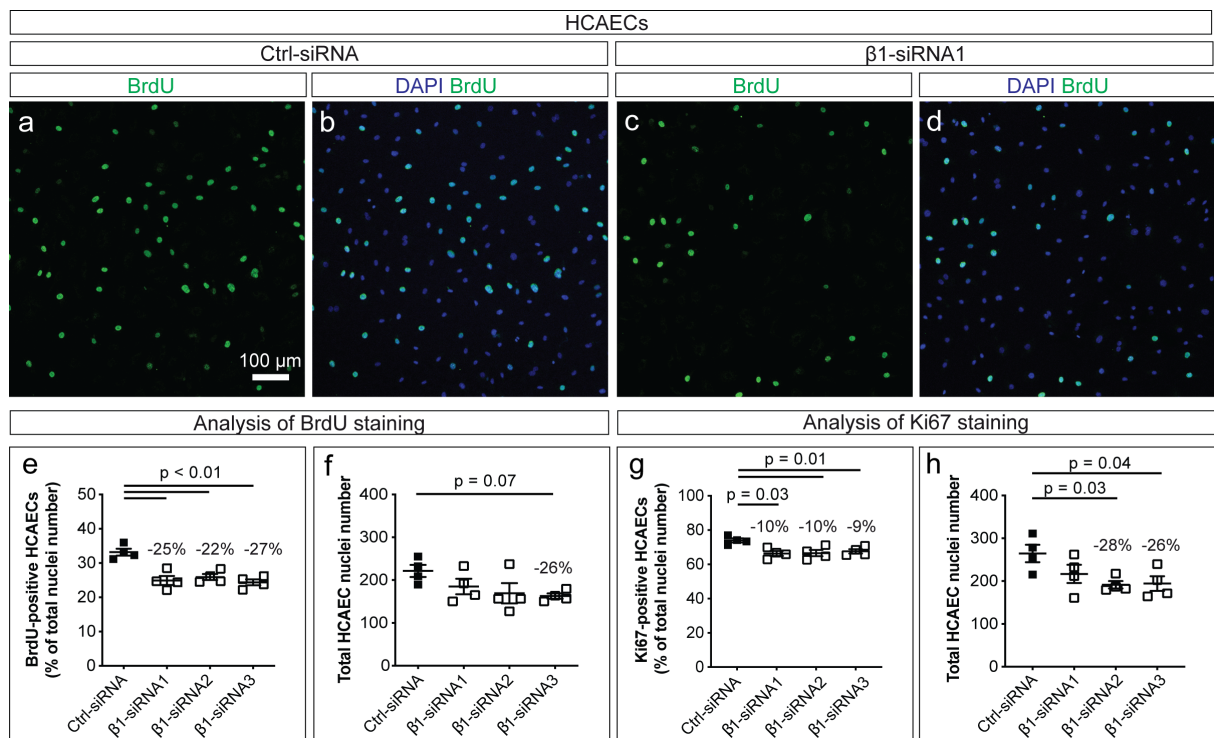 HCAECs
Ctrl-siRNA
β1-siRNA1
BrdU
DAPI BrdU
BrdU
DAPI BrdU
a
b
c
d
100 µm
Analysis of BrdU staining
Analysis of Ki67 staining
e
p < 0.01
BrdU-positive HCAECs
(% of total nuclei number)
50
40
30
20
10
0
-25%
-22%
-27%
Ctrl-siRNA
β1-siRNA1
β1-siRNA2
β1-siRNA3
f
p = 0.07
Total HCAEC nuclei number
400
300
200
100
0
-26%
Ctrl-siRNA
β1-siRNA1
β1-siRNA2
β1-siRNA3
g
p = 0.01
p = 0.03
Ki67-positive HCAECs
(% of total nuclei number)
100
80
60
40
20
0
-10%
-10%
-9%
Ctrl-siRNA
β1-siRNA1
β1-siRNA2
β1-siRNA3
h
p = 0.04
p = 0.03
Total HCAEC nuclei number
400
300
200
100
0
-28%
-26%
Ctrl-siRNA
β1-siRNA1
β1-siRNA2
β1-siRNA3